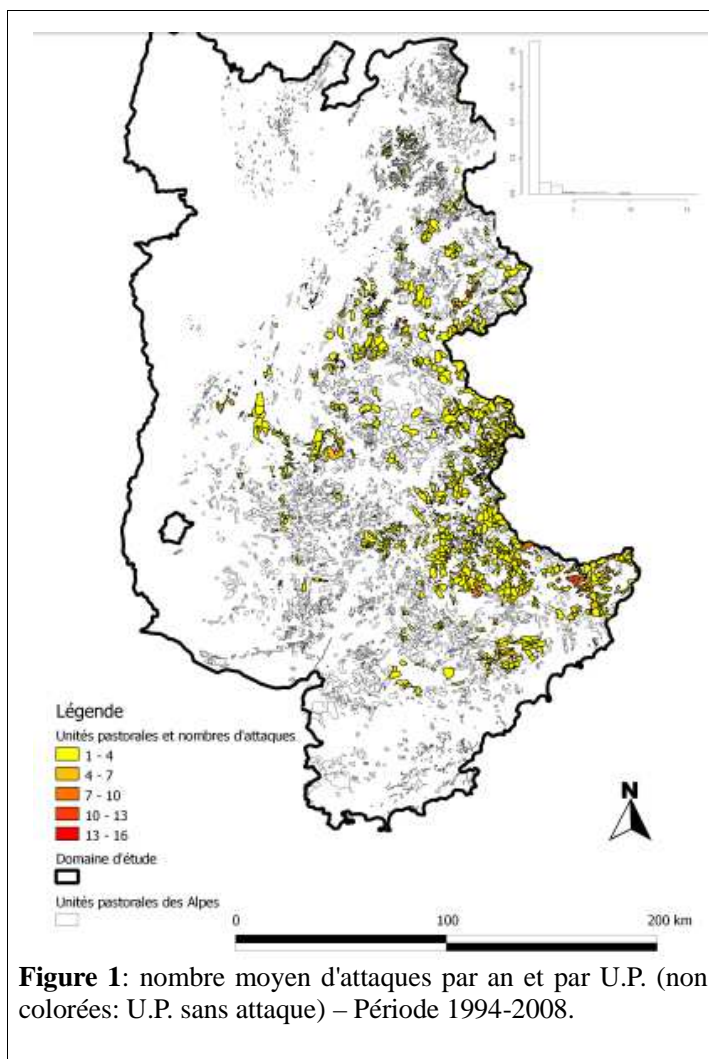 Légende
Unités pastorales et nombres d'attaques
1 - 4
4 - 7
7 - 10
10 - 13
13 - 16
Domaine d'étude
Unités pastorales des Alpes
N
0 100 200 km
Figure 1: nombre moyen d'attaques par an et par U.P. (non
colorées: U.P. sans attaque) – Période 1994-2008.